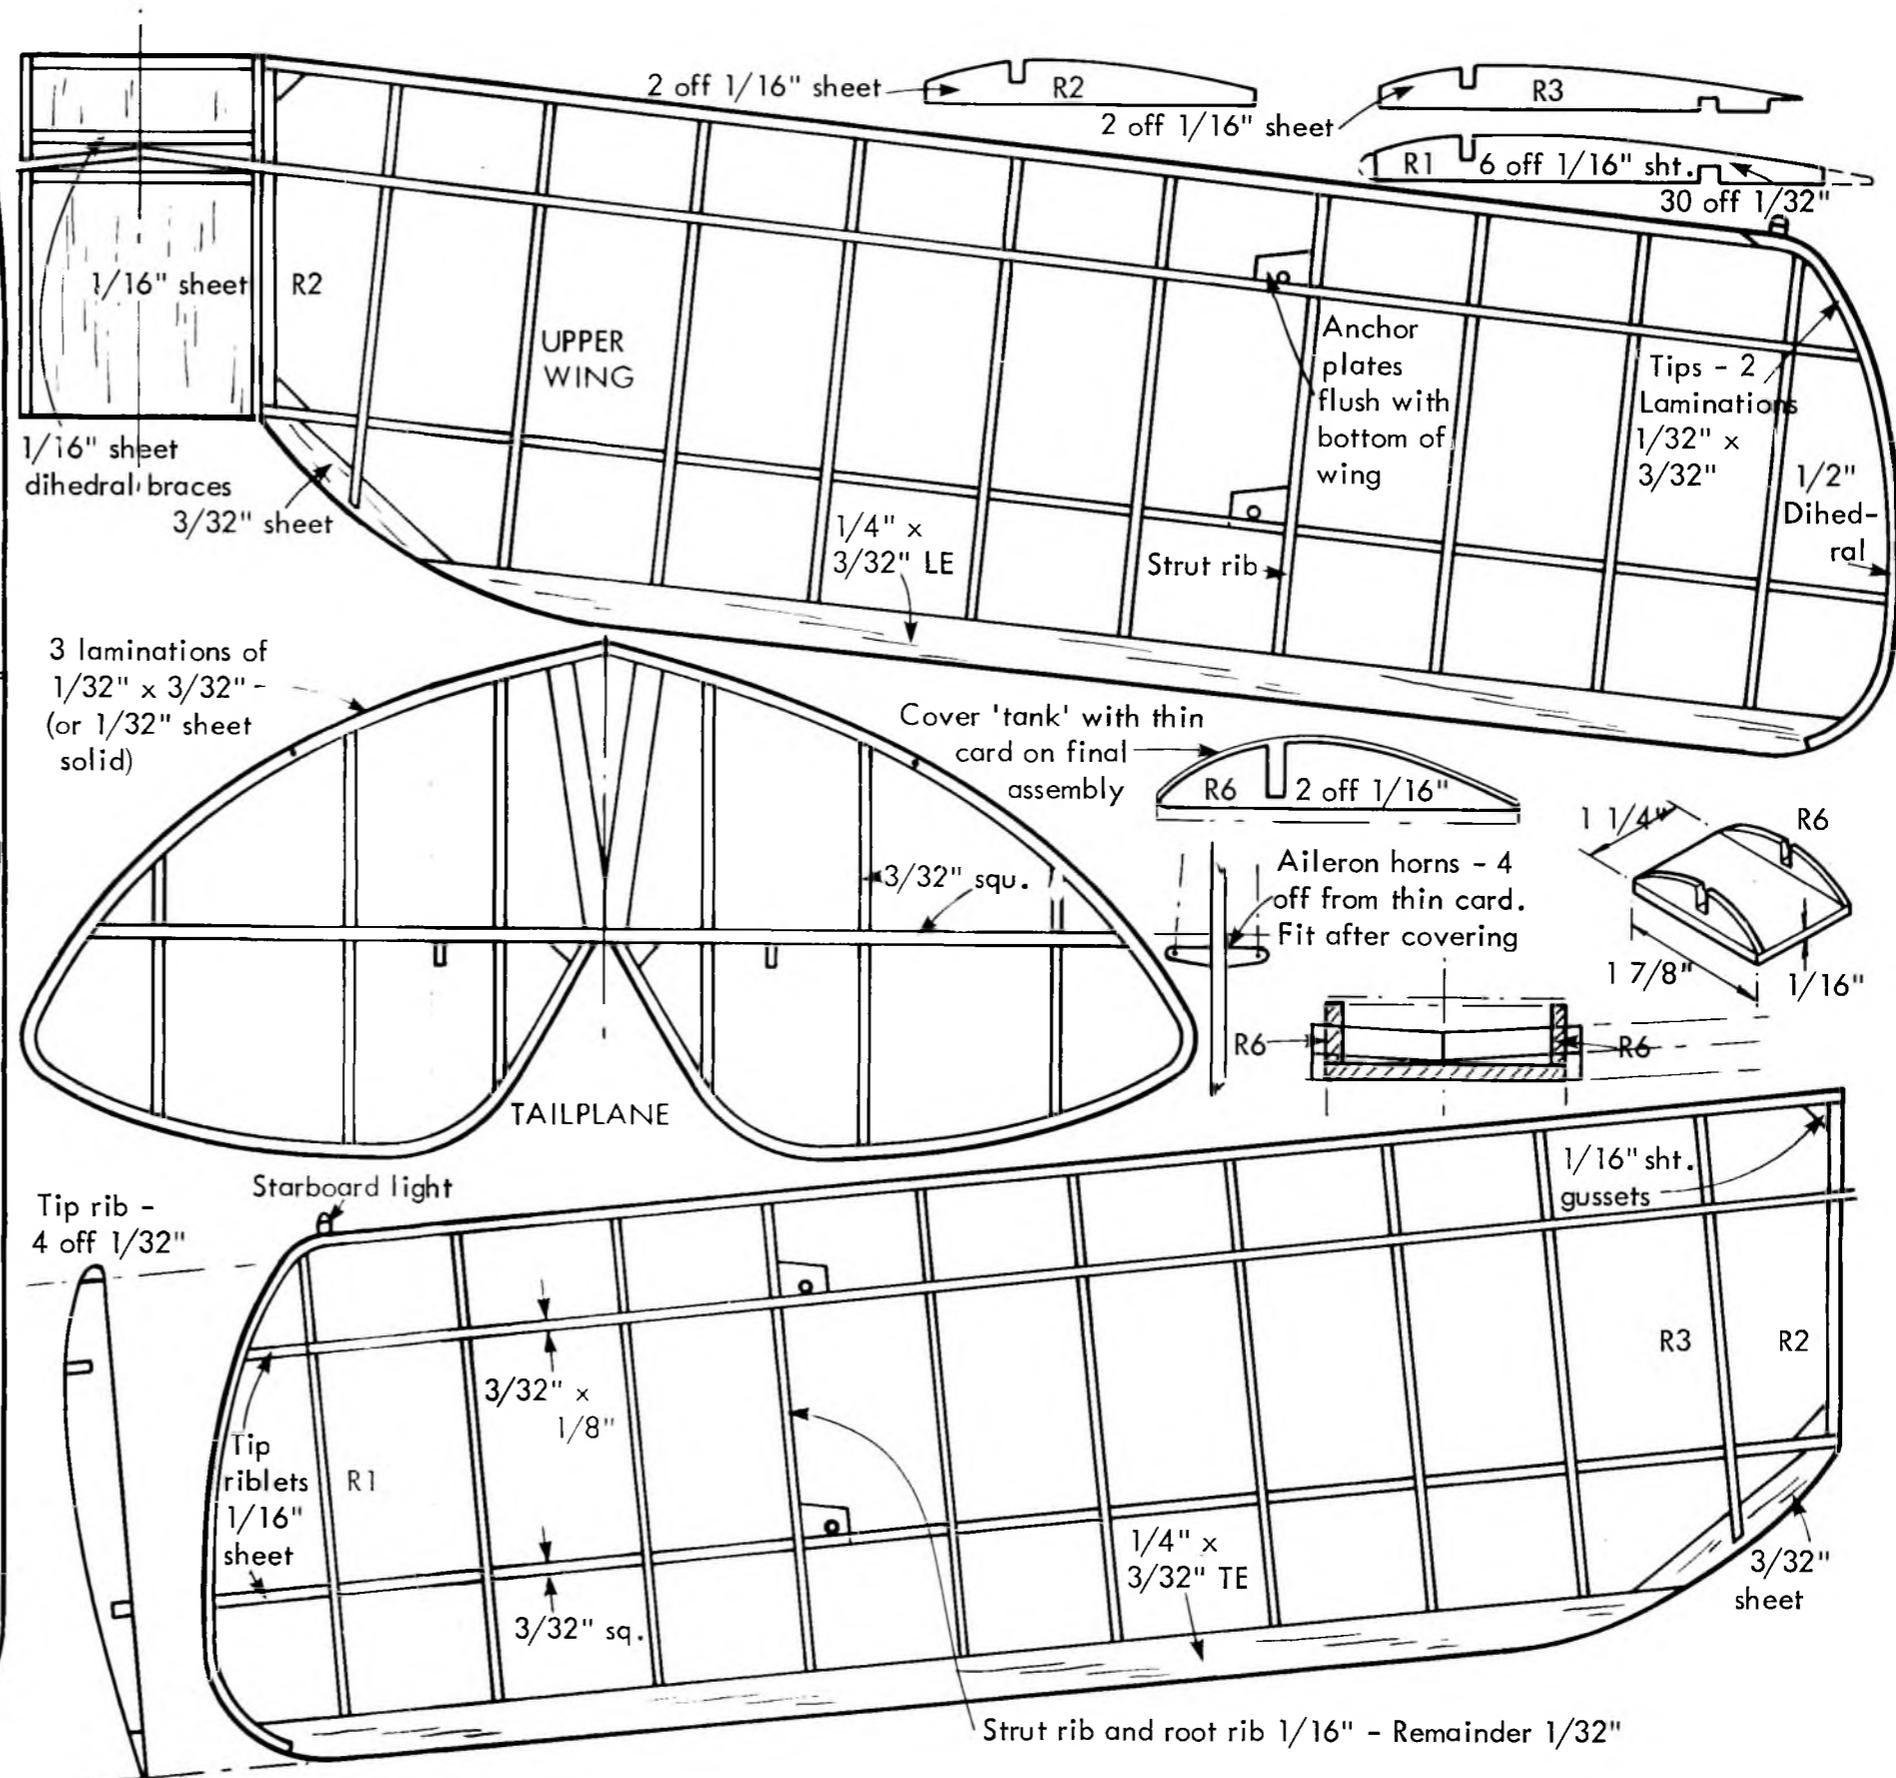 2 off 1/16" sheet
R2
R3
2 off 1/16" sheet
R1
6 off 1/16" sht.
30 off 1/32"
1/16" sheet
R2
UPPER
WING
Anchor
plates
flush with
bottom of
wing
Tips - 2
Laminations
1/32" x
3/32"
1/2"
Dihed-
ral
1/16" sheet
dihedral braces
3/32" sheet
1/4" x
3/32" LE
Strut rib
3 laminations of
1/32" x 3/32"-
(or 1/32" sheet
solid)
Cover 'tank' with thin
card on final
assembly
R6
2 off 1/16"
1 1/4"
R6
3/32" squ.
Aileron horns - 4
off from thin card.
Fit after covering
1 7/8"
1/16"
R6
R6
TAILPLANE
Starboard light
Tip rib -
4 off 1/32"
1/16" sht.
gussets
3/32" x
1/8"
R3
R2
Tip
riblets
1/16"
sheet
R1
3/32" sq.
1/4" x
3/32" TE
3/32"
sheet
Strut rib and root rib 1/16" - Remainder 1/32"